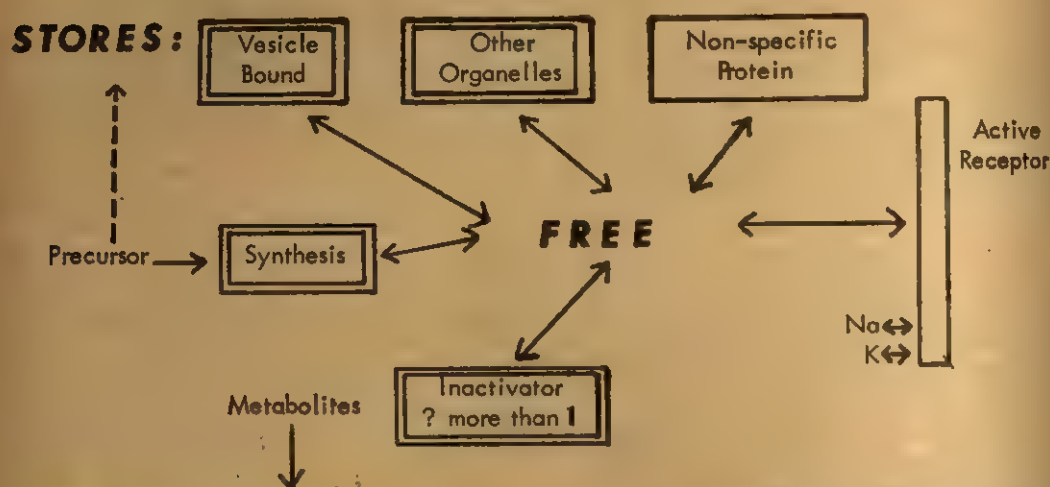 STORES:
Vesicle
Bound
Other
Organelles
Non-specific
Protein
Active
Receptor
Precursor
Synthesis
FREE
Na
K
Inactivator
? more than 1
Metabolites